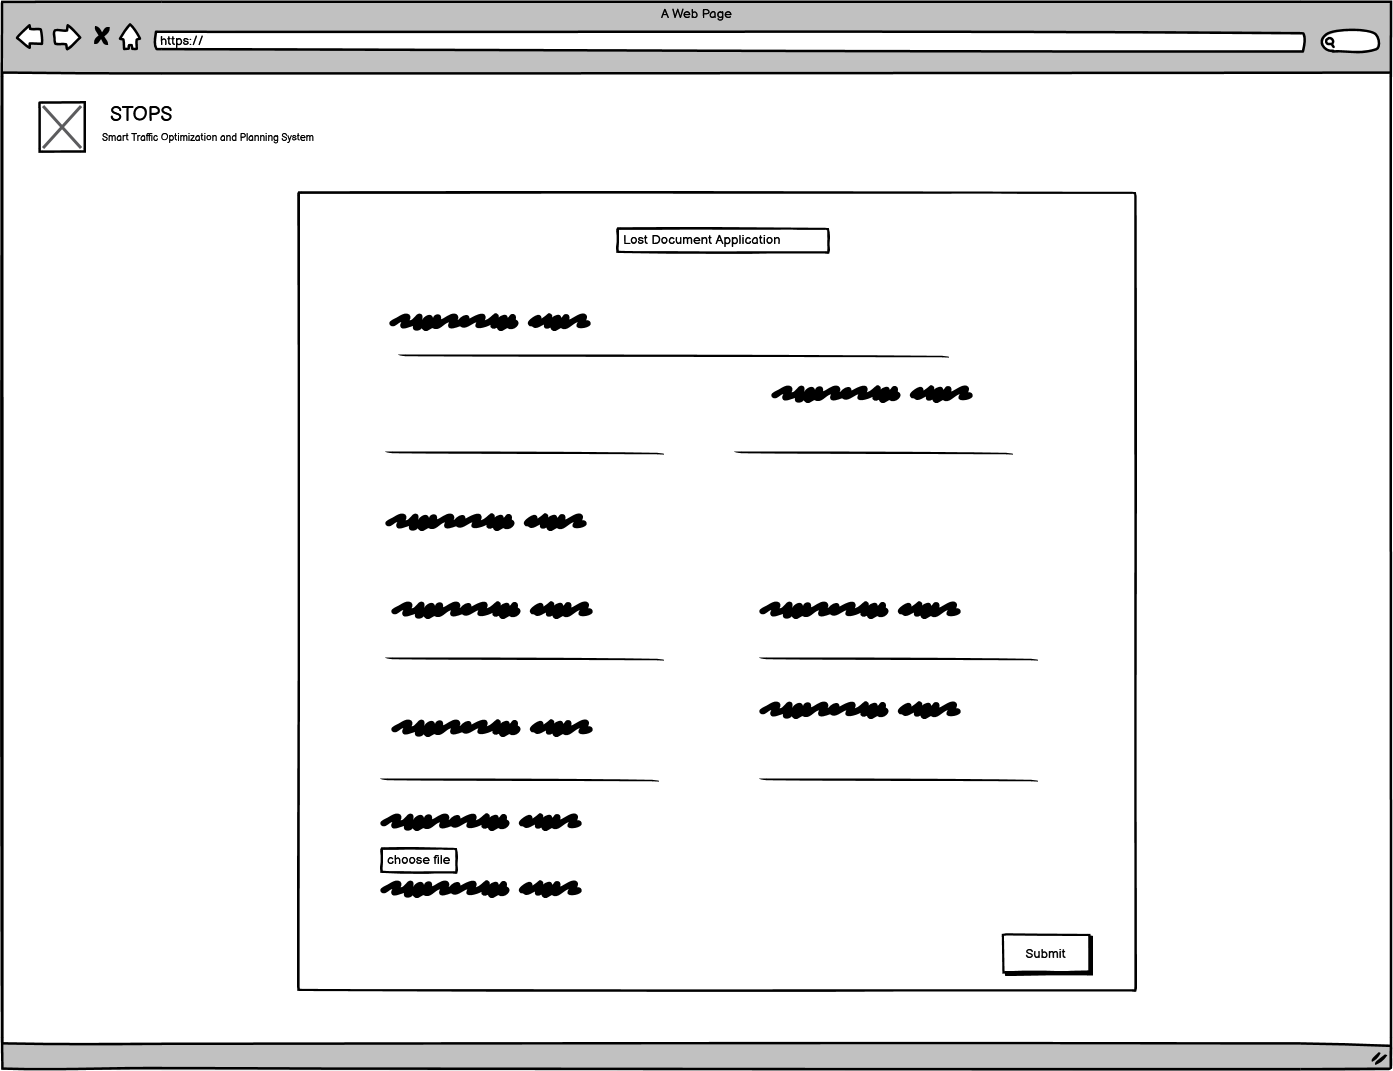 A Web Page
https://
STOPS
Smart Traffic Optimization and Planning System
Lost Document Application
choose file
Submit